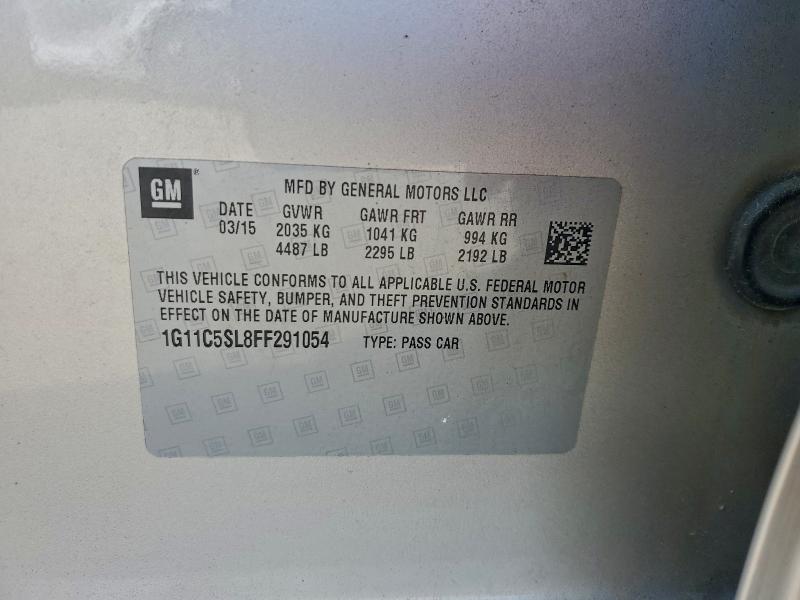 GM®
MFD BY GENERAL MOTORS LLC
DATE GVWR GAWR FRT GAWR RR
03/15 2035 KG 1041 KG 994 KG
4487 LB 2295 LB 2192 LB
THIS VEHICLE CONFORMS TO ALL APPLICABLE U.S. FEDERAL MOTOR
VEHICLE SAFETY, BUMPER, AND THEFT PREVENTION STANDARDS IN
EFFECT ON THE DATE OF MANUFACTURE SHOWN ABOVE.
1G11C5SL8FF291054 TYPE: PASS CAR